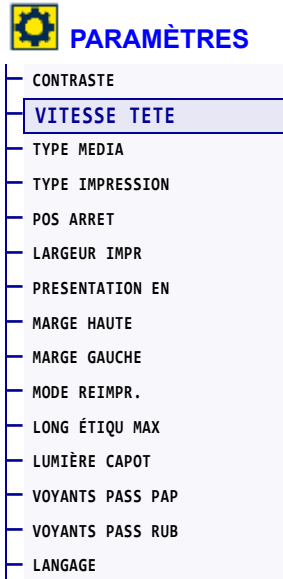 PARAMÈTRES
CONTRASTE
VITESSE TETE
TYPE MEDIA
TYPE IMPRESSION
POS ARRET
LARGEUR IMPR
PRESENTATION EN
MARGE HAUTE
MARGE GAUCHE
MODE REIMPR.
LONG ÉTIQU MAX
LUMIÈRE CAPOT
VOYANTS PASS PAP
VOYANTS PASS RUB
LANGAGE